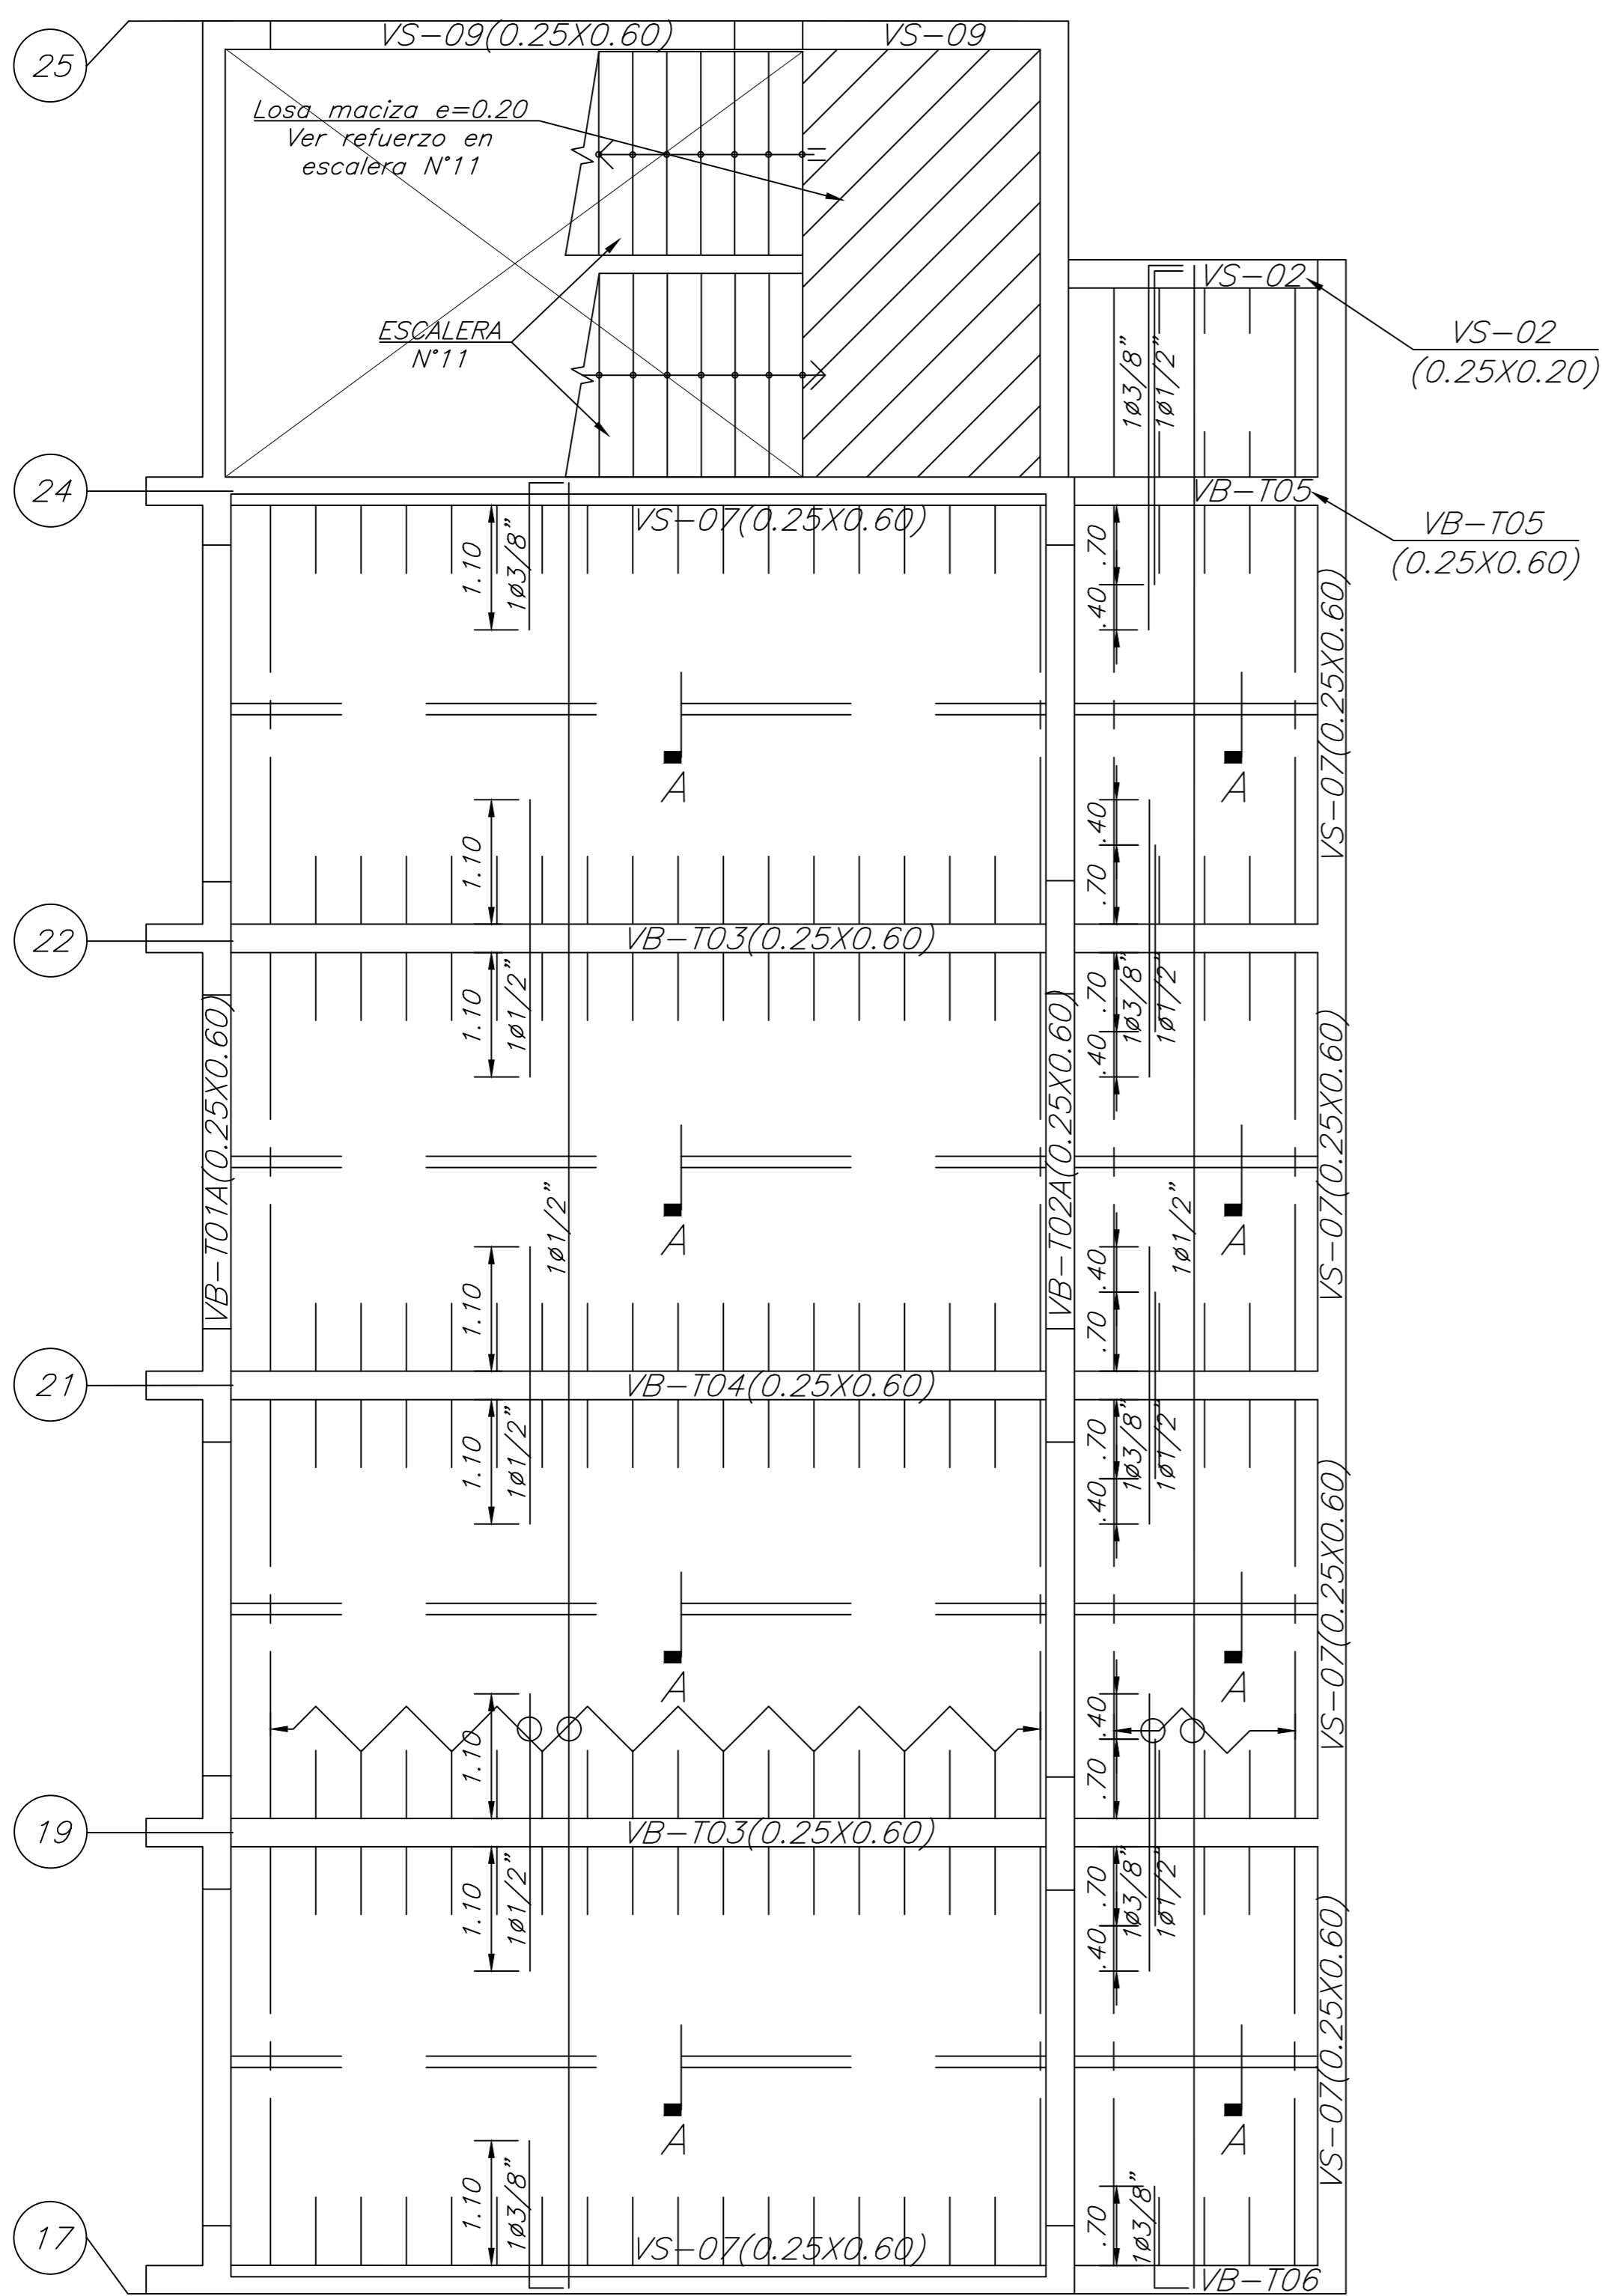 25
VS-09(0.25X0.60)
VS-09
Losa maciza e=0.20
Ver refuerzo en
escalera N°11
ESCALERA
N°11
VS-02
VS-02
(0.25X0.20)
1ø3/8"
1ø1/2"
24
VS-07(0.25X0.60)
VB-T05
VB-T05
(0.25X0.60)
1.10
1ø3/8"
.70
.40
VS-07(0.25X0.60)
A
A
1.10
.40
.70
22
VB-T03(0.25X0.60)
1.10
1ø1/2"
.70
.40
1ø3/8"
1ø1/2"
VB-T01A(0.25X0.60)
VB-T02A(0.25X0.60)
VS-07(0.25X0.60)
1ø1/2"
1ø1/2"
A
A
1.10
.40
.70
21
VB-T04(0.25X0.60)
1.10
1ø1/2"
.70
.40
1ø3/8"
1ø1/2"
VS-07(0.25X0.60)
A
A
1.10
.40
.70
19
VB-T03(0.25X0.60)
1.10
1ø1/2"
.70
.40
1ø3/8"
1ø1/2"
VS-07(0.25X0.60)
A
A
1.10
1ø3/8"
.70
1ø3/8"
17
VS-07(0.25X0.60)
VB-T06